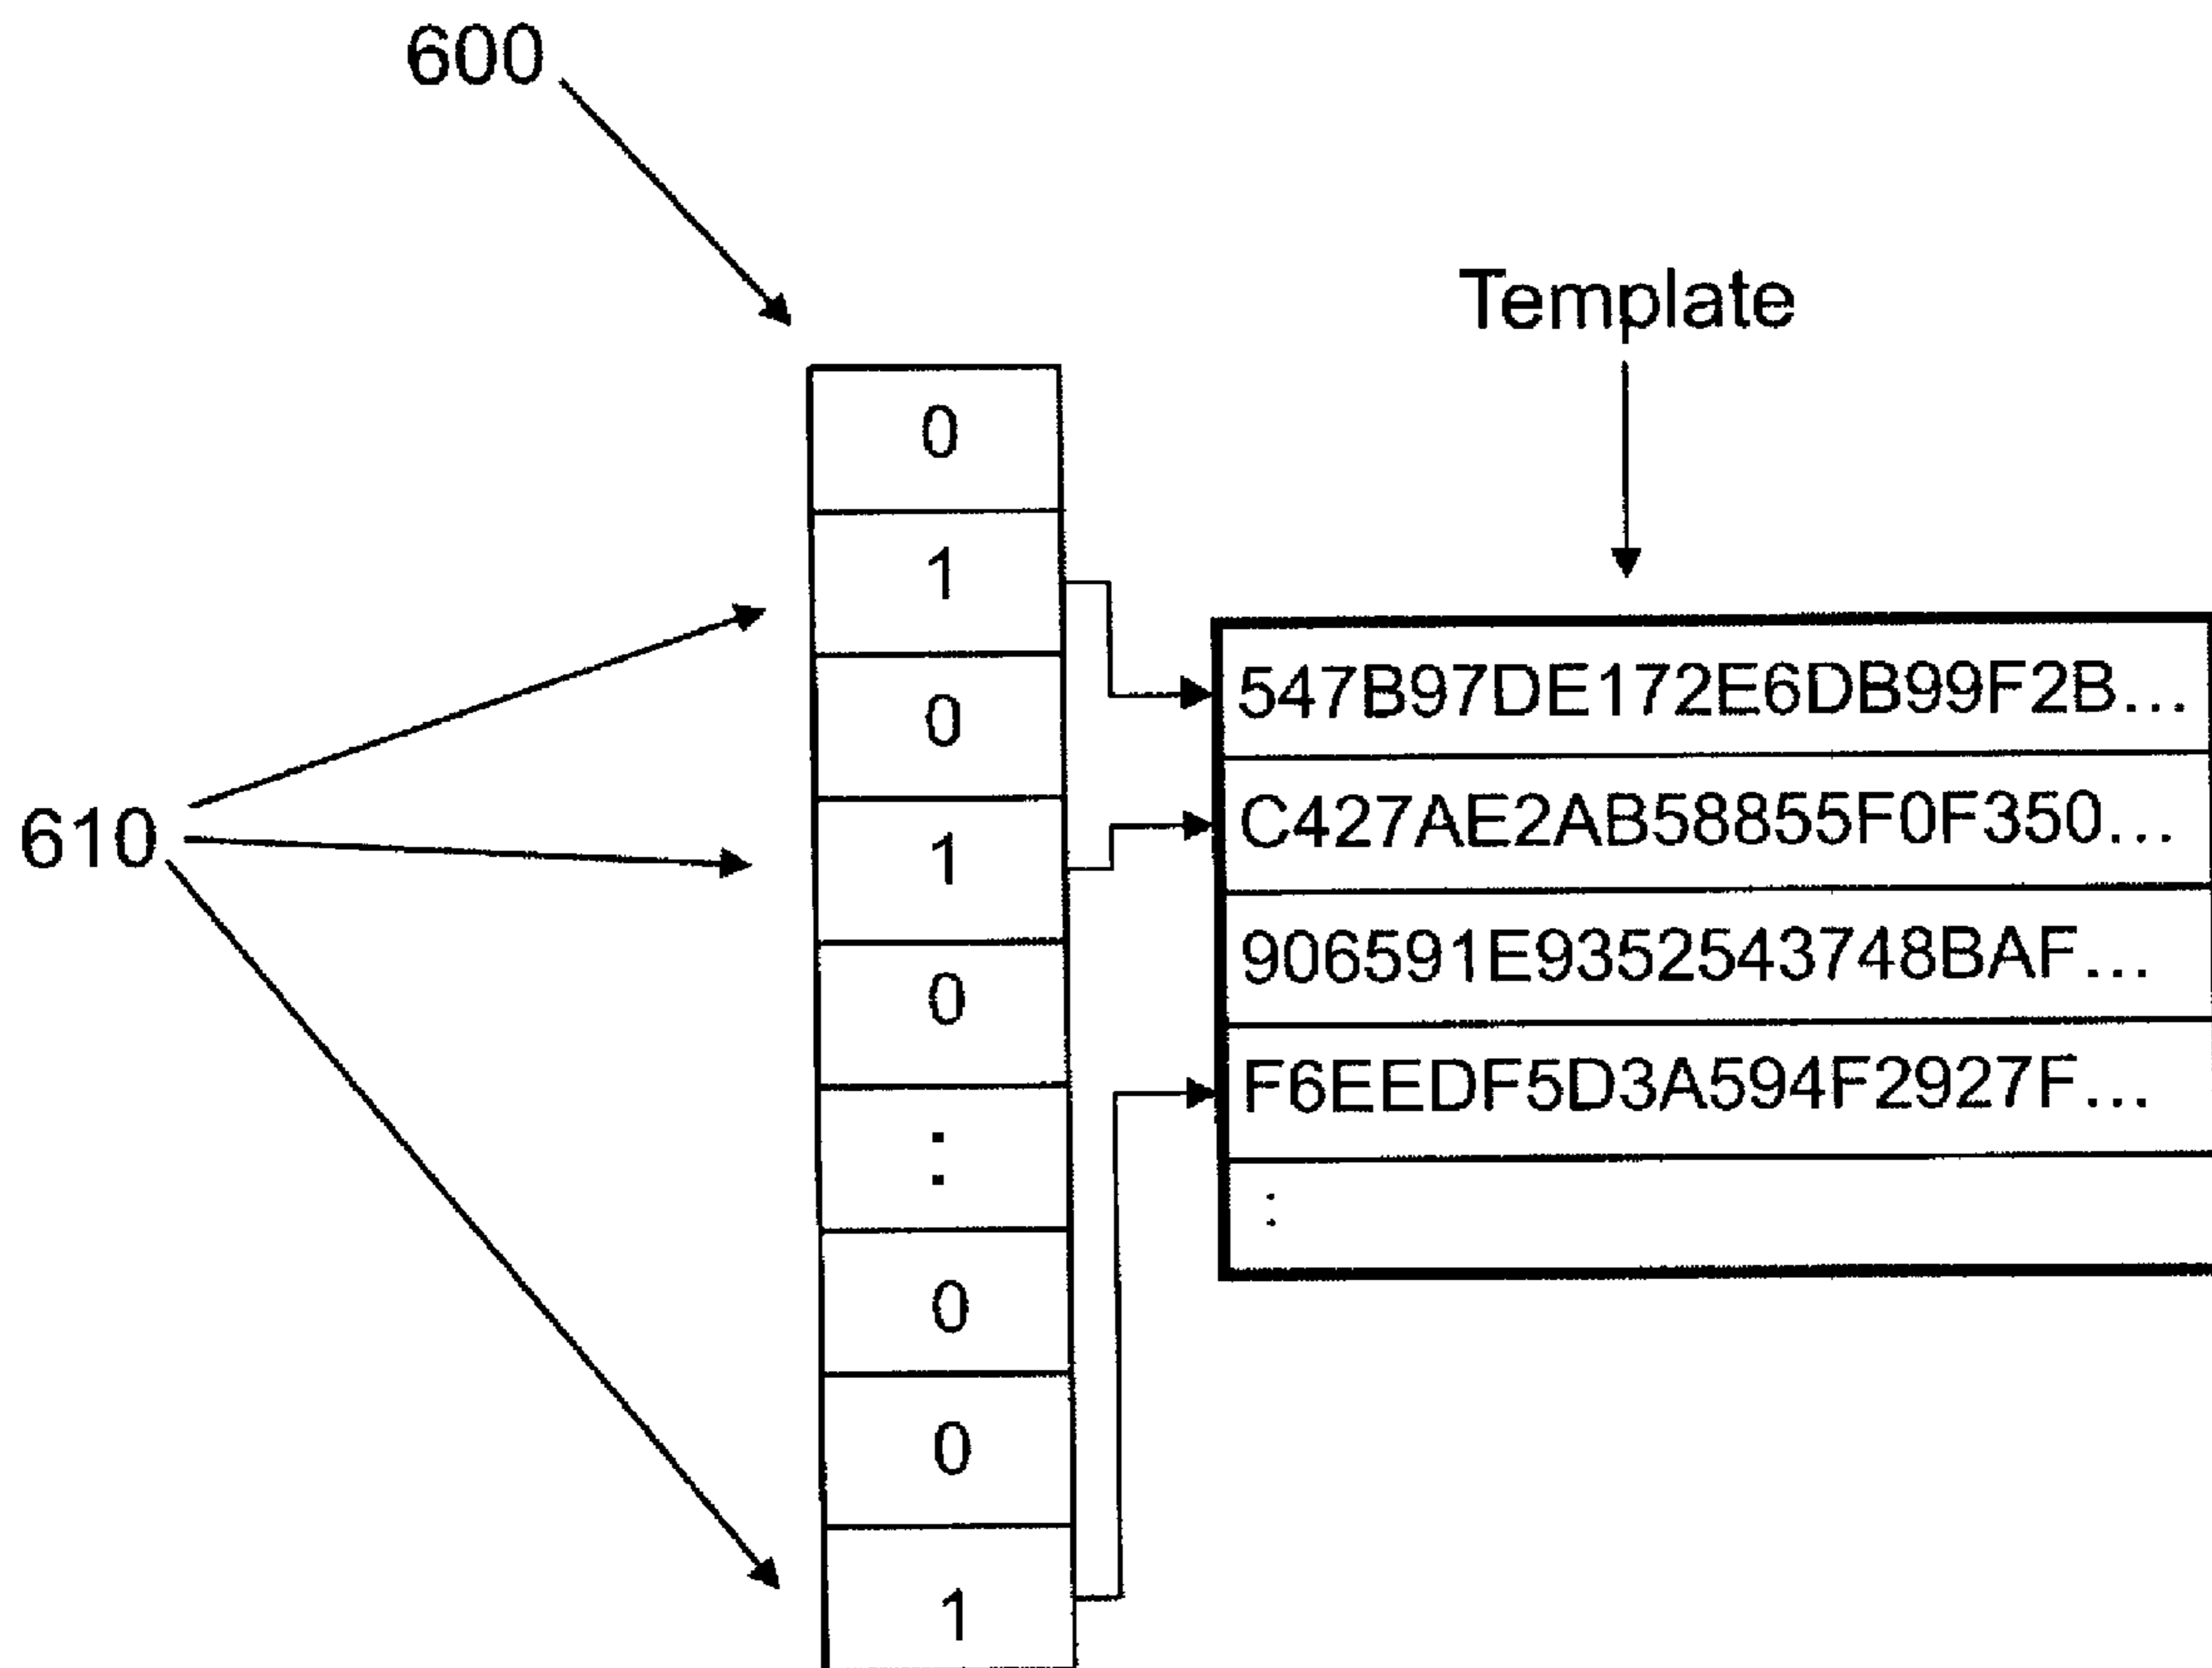 600
Template
0
1
0
1
0
:
0
0
1
610
547B97DE172E6DB99F2B...
C427AE2AB58855F0F350...
906591E9352543748BAF...
F6EEDF5D3A594F2927F...
: